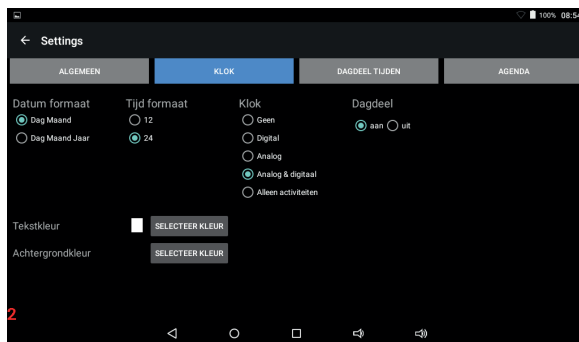 100% 08:54
Settings
ALGEMEEN KLOK DAGDEEL TIJDEN AGENDA
Datum formaat Tijd formaat Klok Dagdeel
Dag Maand 12 Geen aan uit
Dag Maand Jaar 24 Digital
Analog
Analog & digitaal
Alleen activiteiten
Tekstkleur SELECTEER KLEUR
Achtergrondkleur SELECTEER KLEUR
2